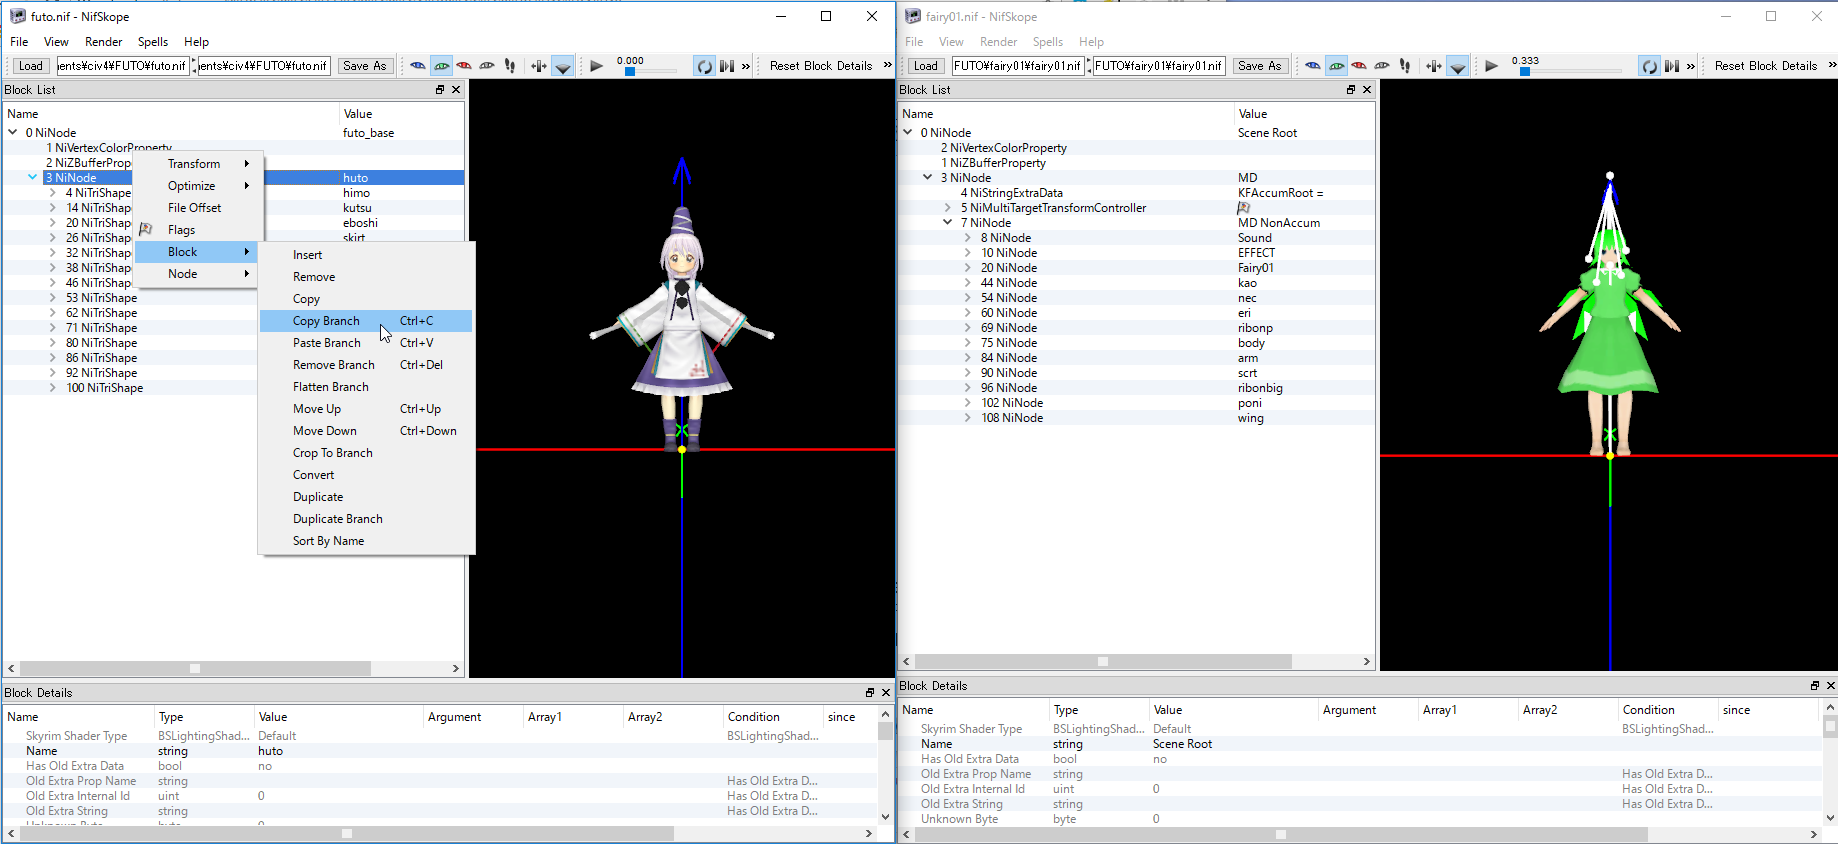 futo.nif - NifSkope
File View Render Spells Help
Load ents¥civ4¥FUTO¥futo.nif ents¥civ4¥FUTO¥futo.nif Save As 0.000 » Reset Block Details »
Block List
Name Value
0 NiNode futo_base
1 NiVertexColorProperty
2 NiZBufferProp
3 NiNode huto
4 NiTriShape himo
14 NiTriShap kutsu
20 NiTriShap eboshi
26 NiTriShap skirt
32 NiTriShap
38 NiTriShap
46 NiTriShap
53 NiTriShape
62 NiTriShape
71 NiTriShape
80 NiTriShape
86 NiTriShape
92 NiTriShape
100 NiTriShape
Transform
Optimize
File Offset
Flags
Block
Node
Insert
Remove
Copy
Copy Branch Ctrl+C
Paste Branch Ctrl+V
Remove Branch Ctrl+Del
Flatten Branch
Move Up Ctrl+Up
Move Down Ctrl+Down
Crop To Branch
Convert
Duplicate
Duplicate Branch
Sort By Name
Block Details
Name Type Value Argument Array1 Array2 Condition since
Skyrim Shader Type BSLightingShad... Default BSLightingShad...
Name string huto
Has Old Extra Data bool no
Old Extra Prop Name string Has Old Extra D...
Old Extra Internal Id uint 0 Has Old Extra D...
Old Extra String string Has Old Extra D...
Unknown Byte byte 0
fairy01.nif - NifSkope
File View Render Spells Help
Load FUTO¥fairy01¥fairy01.nif FUTO¥fairy01¥fairy01.nif Save As 0.333 » Reset Block Details »
Block List
Name Value
0 NiNode Scene Root
2 NiVertexColorProperty
1 NiZBufferProperty
3 NiNode MD
4 NiStringExtraData KFAccumRoot =
5 NiMultiTargetTransformController
7 NiNode MD NonAccum
8 NiNode Sound
10 NiNode EFFECT
20 NiNode Fairy01
44 NiNode kao
54 NiNode nec
60 NiNode eri
69 NiNode ribonp
75 NiNode body
84 NiNode arm
90 NiNode scrt
96 NiNode ribonbig
102 NiNode poni
108 NiNode wing
Block Details
Name Type Value Argument Array1 Array2 Condition since
Skyrim Shader Type BSLightingShad... Default BSLightingShad...
Name string Scene Root
Has Old Extra Data bool no
Old Extra Prop Name string Has Old Extra D...
Old Extra Internal Id uint 0 Has Old Extra D...
Old Extra String string Has Old Extra D...
Unknown Byte byte 0